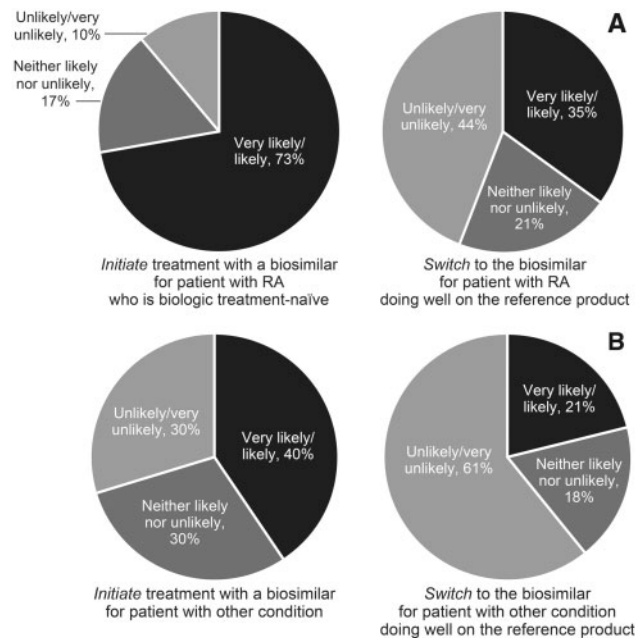 A
Unlikely/very
unlikely, 10%
Neither likely
nor unlikely,
17%
Very likely/
likely, 73%
Initiate treatment with a biosimilar
for patient with RA
who is biologic treatment-naïve
Unlikely/very
unlikely, 44%
Very likely/
likely, 35%
Neither likely
nor unlikely,
21%
Switch to the biosimilar
for patient with RA
doing well on the reference product
B
Unlikely/very
unlikely, 30%
Very likely/
likely, 40%
Neither likely
nor unlikely,
30%
Initiate treatment with a biosimilar
for patient with other condition
Very likely/
likely, 21%
Unlikely/very
unlikely, 61%
Neither likely
nor unlikely,
18%
Switch to the biosimilar
for patient with other condition
doing well on the reference product